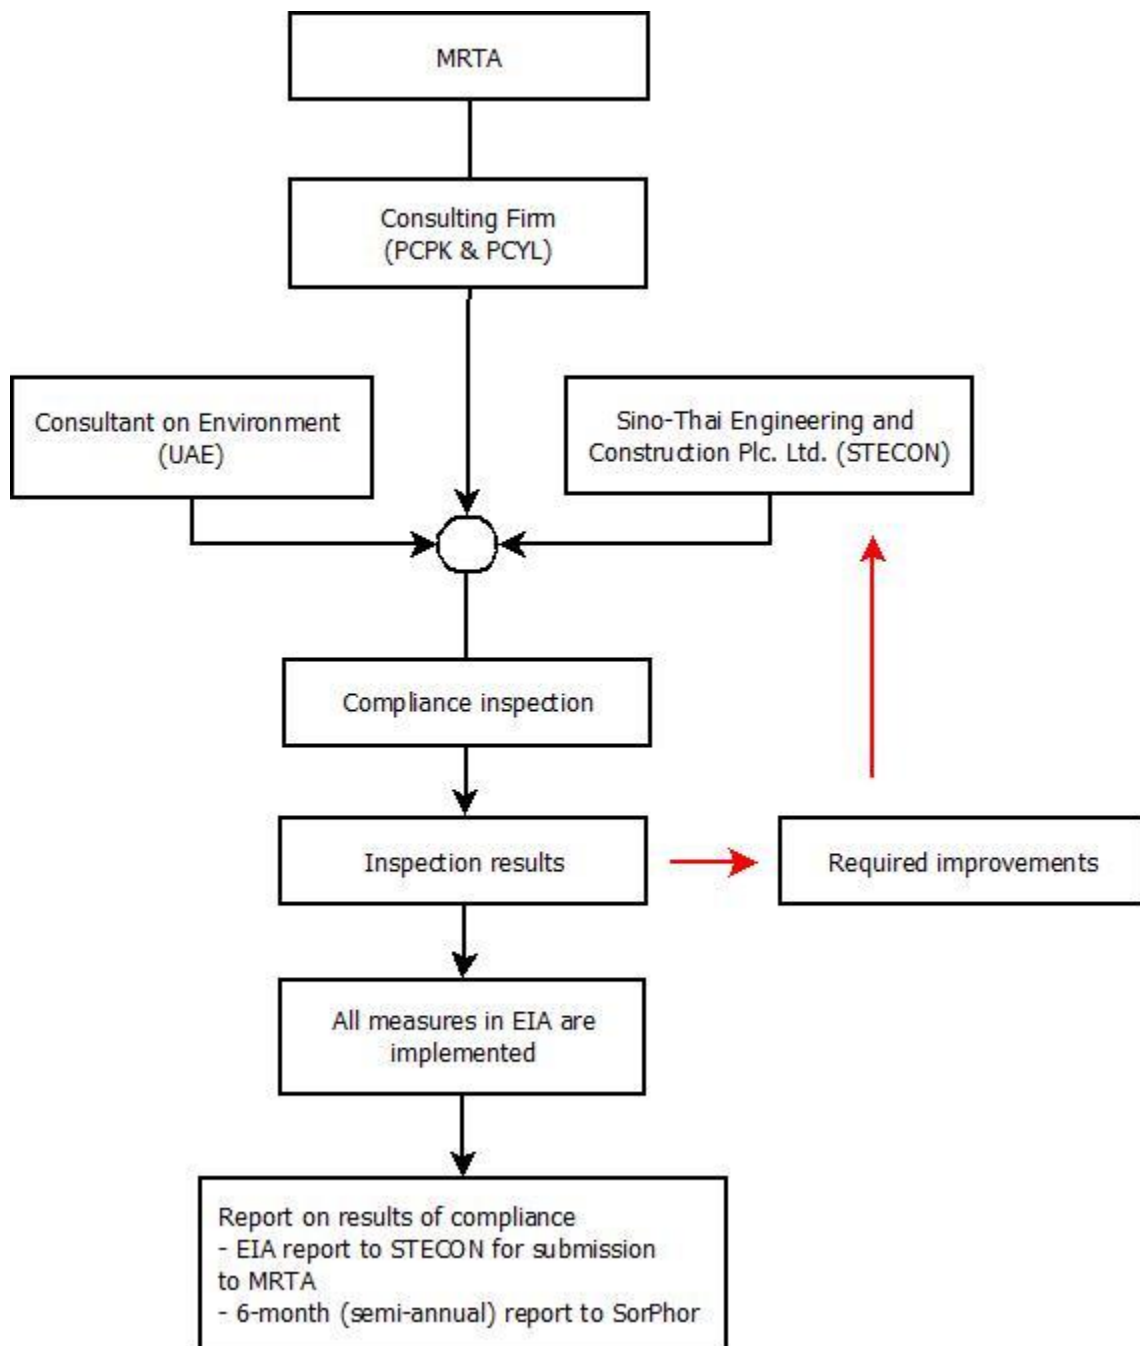 MRTA
Consulting Firm
(PCPK & PCYL)
Consultant on Environment
(UAE)
Sino-Thai Engineering and
Construction Plc. Ltd. (STECON)
Compliance inspection
Inspection results
Required improvements
All measures in EIA are
implemented
Report on results of compliance
- EIA report to STECON for submission
to MRTA
- 6-month (semi-annual) report to SorPhor